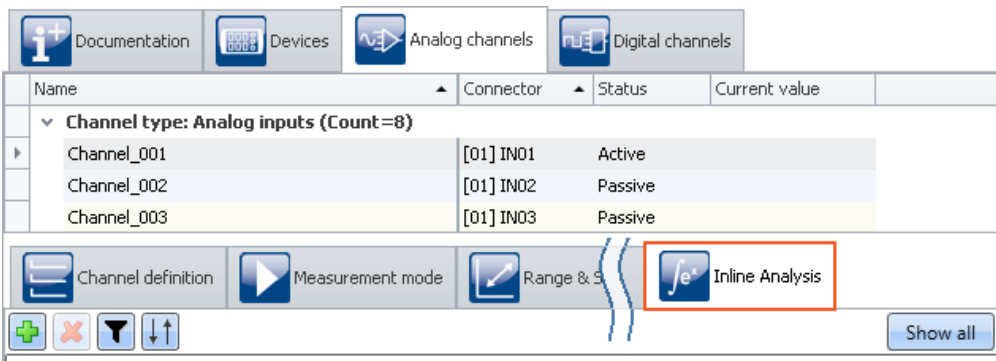 Documentation Devices Analog channels Digital channels
Name Connector Status Current value
Channel type: Analog inputs (Count=8)
Channel_001 [01] IN01 Active
Channel_002 [01] IN02 Passive
Channel_003 [01] IN03 Passive
Channel definition Measurement mode Range & S Inline Analysis
Show all